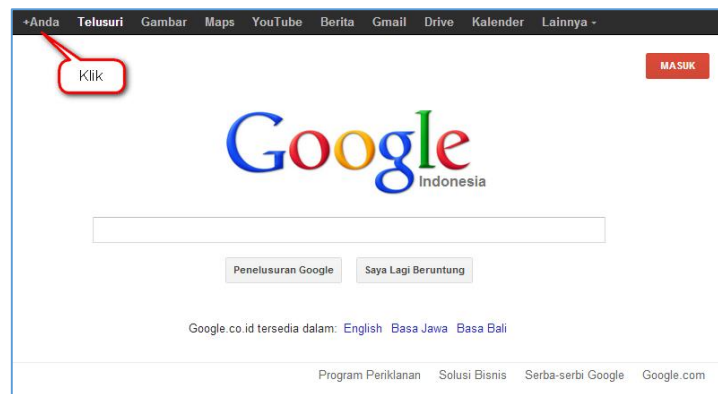 +Anda Telusuri Gambar Maps YouTube Berita Gmail Drive Kalender Lainnya
Klik
MASUK
Google
Indonesia
Penelusuran Google Saya Lagi Beruntung
Google.co.id tersedia dalam: English Basa Jawa Basa Bali
Program Periklanan Solusi Bisnis Serba-serbi Google Google.com